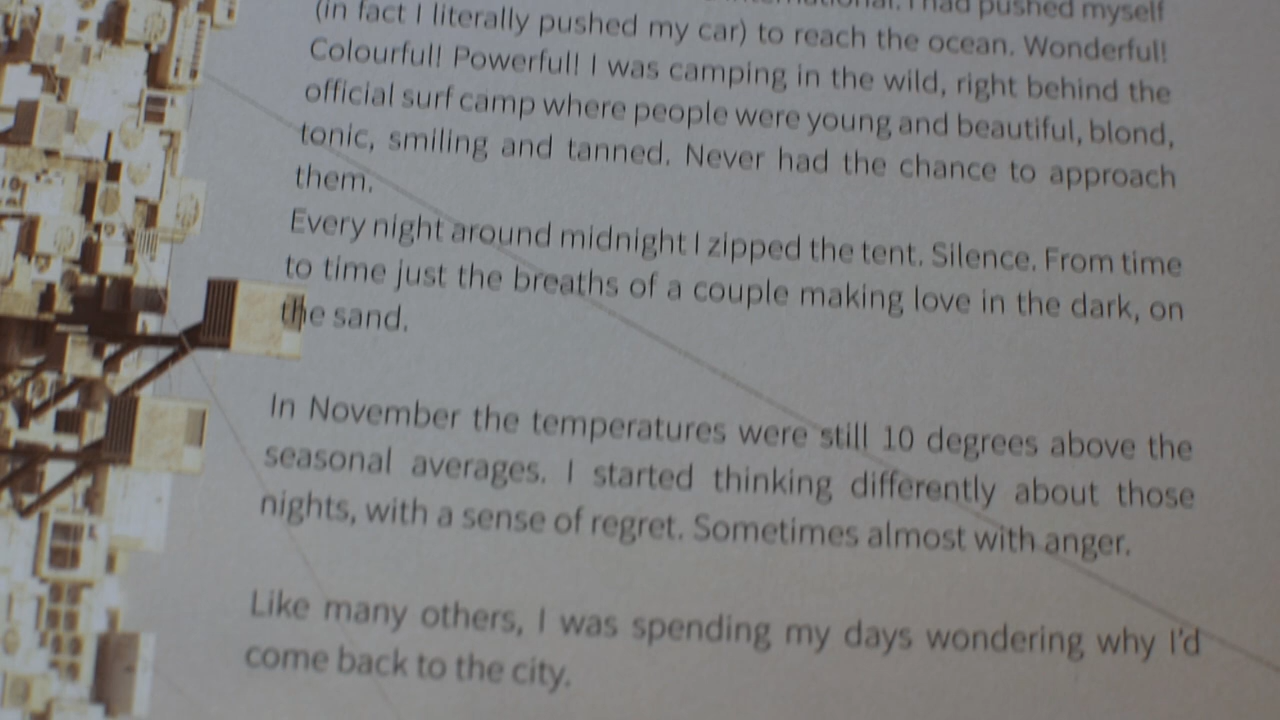 I had pushed myself
(in fact I literally pushed my car) to reach the ocean. Wonderful!
Colourful! Powerful! I was camping in the wild, right behind the
official surf camp where people were young and beautiful, blond,
tonic, smiling and tanned. Never had the chance to approach
them.
Every night around midnight I zipped the tent. Silence. From time
to time just the breaths of a couple making love in the dark, on
the sand.
In November the temperatures were still 10 degrees above the
seasonal averages. I started thinking differently about those
nights, with a sense of regret. Sometimes almost with anger.
Like many others, I was spending my days wondering why I'd
come back to the city.